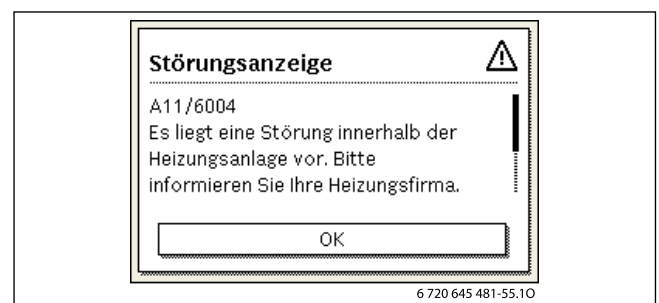 Störungsanzeige
A11/6004
Es liegt eine Störung innerhalb der
Heizungsanlage vor. Bitte
informieren Sie Ihre Heizungsfirma.
OK
6 720 645 481-55.1O